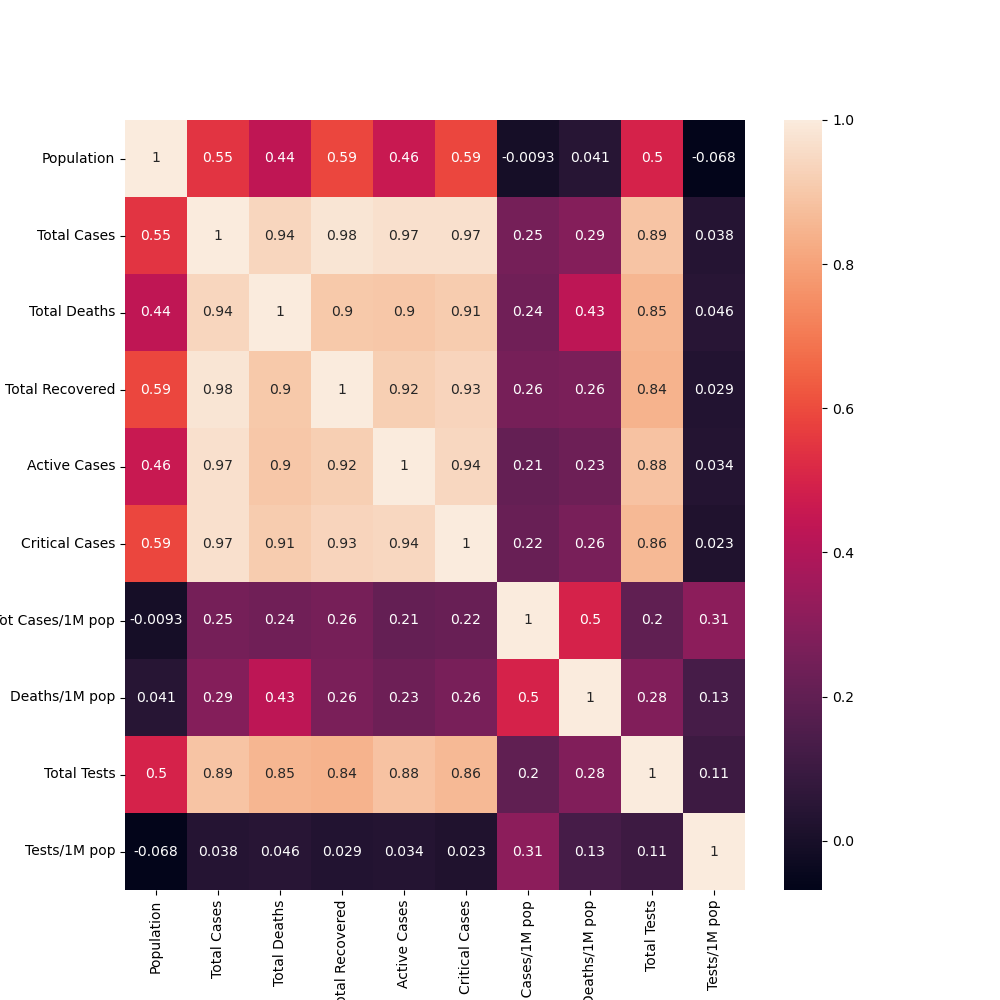 Population 1 0.55 0.44 0.59 0.46 0.59 -0.0093 0.041 0.5 -0.068
Total Cases 0.55 1 0.94 0.98 0.97 0.97 0.25 0.29 0.89 0.038
Total Deaths 0.44 0.94 1 0.9 0.9 0.91 0.24 0.43 0.85 0.046
Total Recovered 0.59 0.98 0.9 1 0.92 0.93 0.26 0.26 0.84 0.029
Active Cases 0.46 0.97 0.9 0.92 1 0.94 0.21 0.23 0.88 0.034
Critical Cases 0.59 0.97 0.91 0.93 0.94 1 0.22 0.26 0.86 0.023
ot Cases/1M pop -0.0093 0.25 0.24 0.26 0.21 0.22 1 0.5 0.2 0.31
Deaths/1M pop 0.041 0.29 0.43 0.26 0.23 0.26 0.5 1 0.28 0.13
Total Tests 0.5 0.89 0.85 0.84 0.88 0.86 0.2 0.28 1 0.11
Tests/1M pop -0.068 0.038 0.046 0.029 0.034 0.023 0.31 0.13 0.11 1
Population
Total Cases
Total Deaths
otal Recovered
Active Cases
Critical Cases
Cases/1M pop
Deaths/1M pop
Total Tests
Tests/1M pop
1.0
0.8
0.6
0.4
0.2
0.0